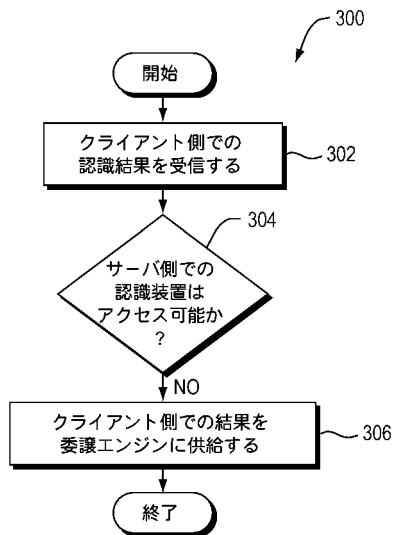 300
開始
クライアント側での
認識結果を受信する
302
304
サーバ側での
認識装置は
アクセス可能か
?
NO
クライアント側での結果を
委譲エンジンに供給する
306
終了